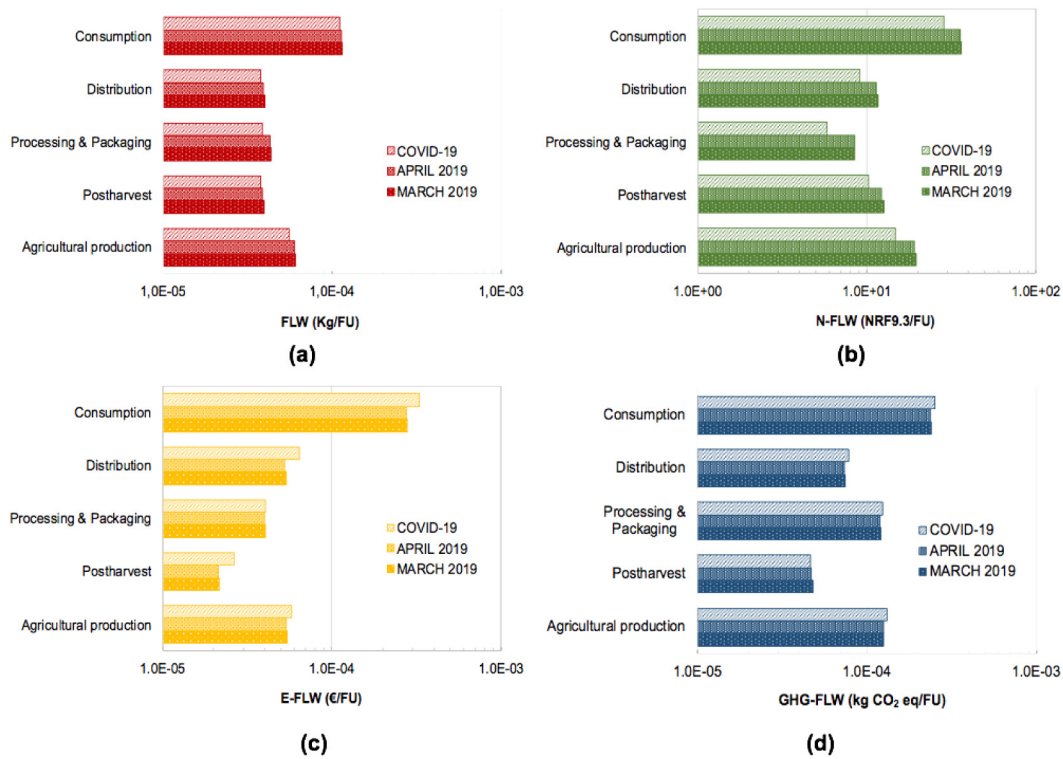 Consumption
Distribution
Processing & Packaging
Postharvest
Agricultural production
COVID-19
APRIL 2019
MARCH 2019
1,0E-05 1,0E-04 1,0E-03
FLW (Kg/FU)
(a)
Consumption
Distribution
Processing & Packaging
Postharvest
Agricultural production
COVID-19
APRIL 2019
MARCH 2019
1.0E+00 1.0E+01 1.0E+02
N-FLW (NRF9.3/FU)
(b)
Consumption
Distribution
Processing & Packaging
Postharvest
Agricultural production
COVID-19
APRIL 2019
MARCH 2019
1.0E-05 1.0E-04 1.0E-03
E-FLW (€/FU)
(c)
Consumption
Distribution
Processing &
Packaging
Postharvest
Agricultural production
COVID-19
APRIL 2019
MARCH 2019
1.0E-05 1.0E-04 1.0E-03
GHG-FLW (kg CO₂ eq/FU)
(d)